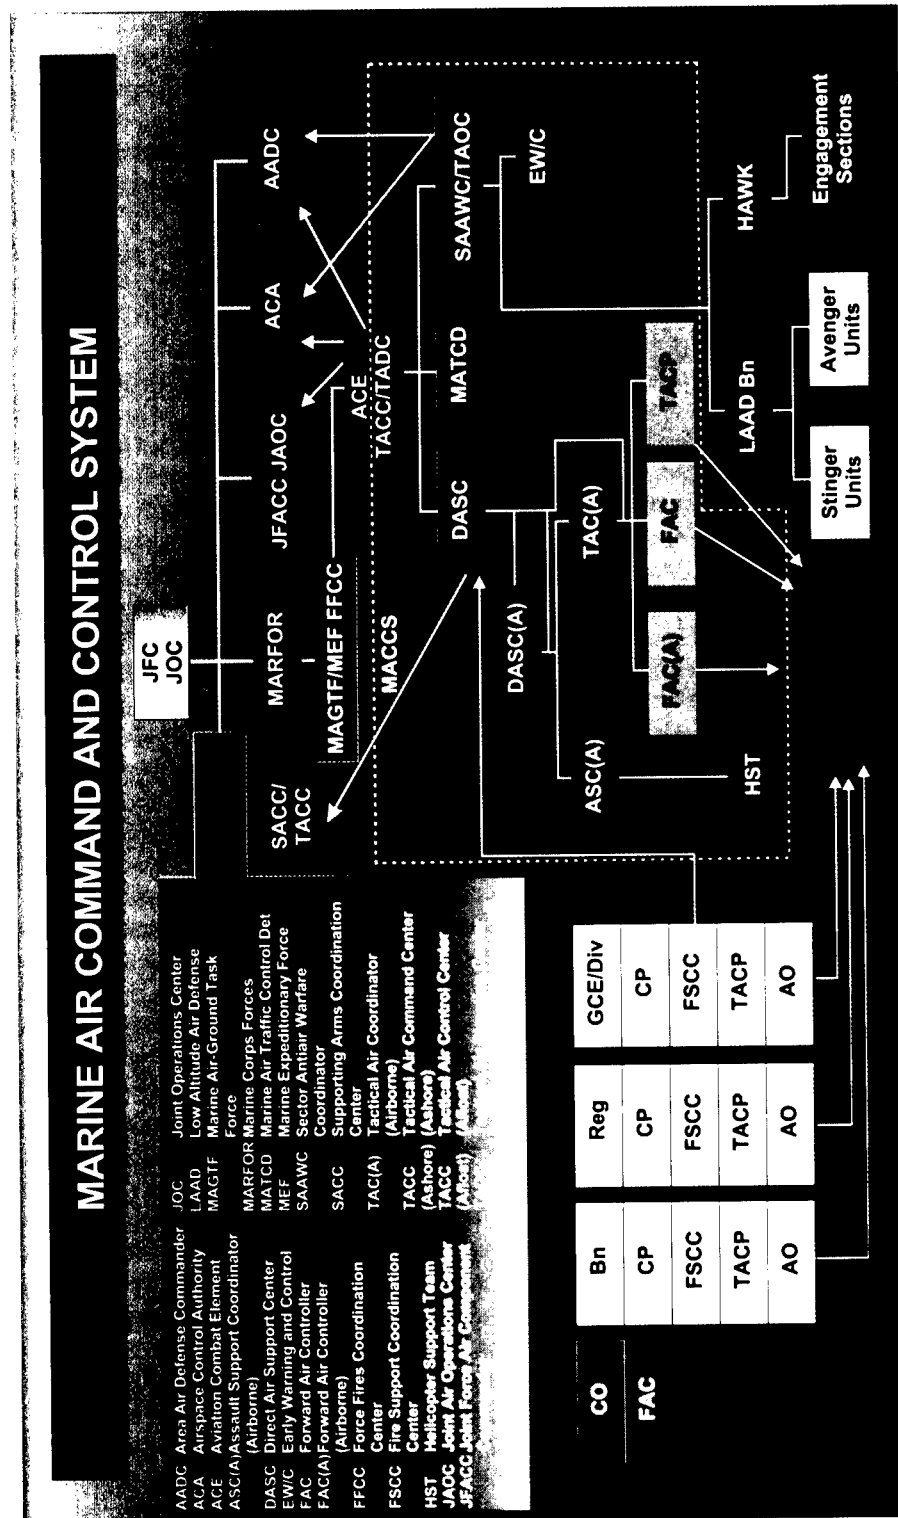 MARINE AIR COMMAND AND CONTROL SYSTEM
AADC Area Air Defense Commander
ACA Airspace Control Authority
ACE Aviation Combat Element
ASC(A) Assault Support Coordinator
(Airborne)
DASC Direct Air Support Center
EW/C Early Warning and Control
FAC Forward Air Controller
FAC(A) Forward Air Controller
(Airborne)
FFCC Force Fires Coordination
Center
FSCC Fire Support Coordination
Center
HST Helicopter Support Team
JAOC Joint Air Operations Center
JFACC Joint Force Air Component
JOC Joint Operations Center
LAAD Low Altitude Air Defense
MAGTF Marine Air-Ground Task
Force
MARFOR Marine Corps Forces
MATCD Marine Air Traffic Control Det
MEF Marine Expeditionary Force
SAAWC Sector Antiair Warfare
Coordinator
SACC Supporting Arms Coordination
Center
TAC(A) Tactical Air Coordinator
(Airborne)
TACC Tactical Air Command Center
(Ashore) (Ashore)
TACC Tactical Air Control Center
(Afloat) (Afloat)
JFC
JOC
SACC/
TACC
MARFOR
JFACC JAOC
ACA
AADC
MAGTF/MEF FFCC
ACE
MACCS
TACC/TADC
DASC
MATCD
SAAWC/TAOC
DASC(A)
EW/C
ASC(A)
TAC(A)
FAC(A)
FAC
TACP
HST
LAAD Bn
HAWK
Stinger
Units
Avenger
Units
Engagement
Sections
CO
FAC
Bn
CP
FSCC
TACP
AO
Reg
CP
FSCC
TACP
AO
GCE/Div
CP
FSCC
TACP
AO